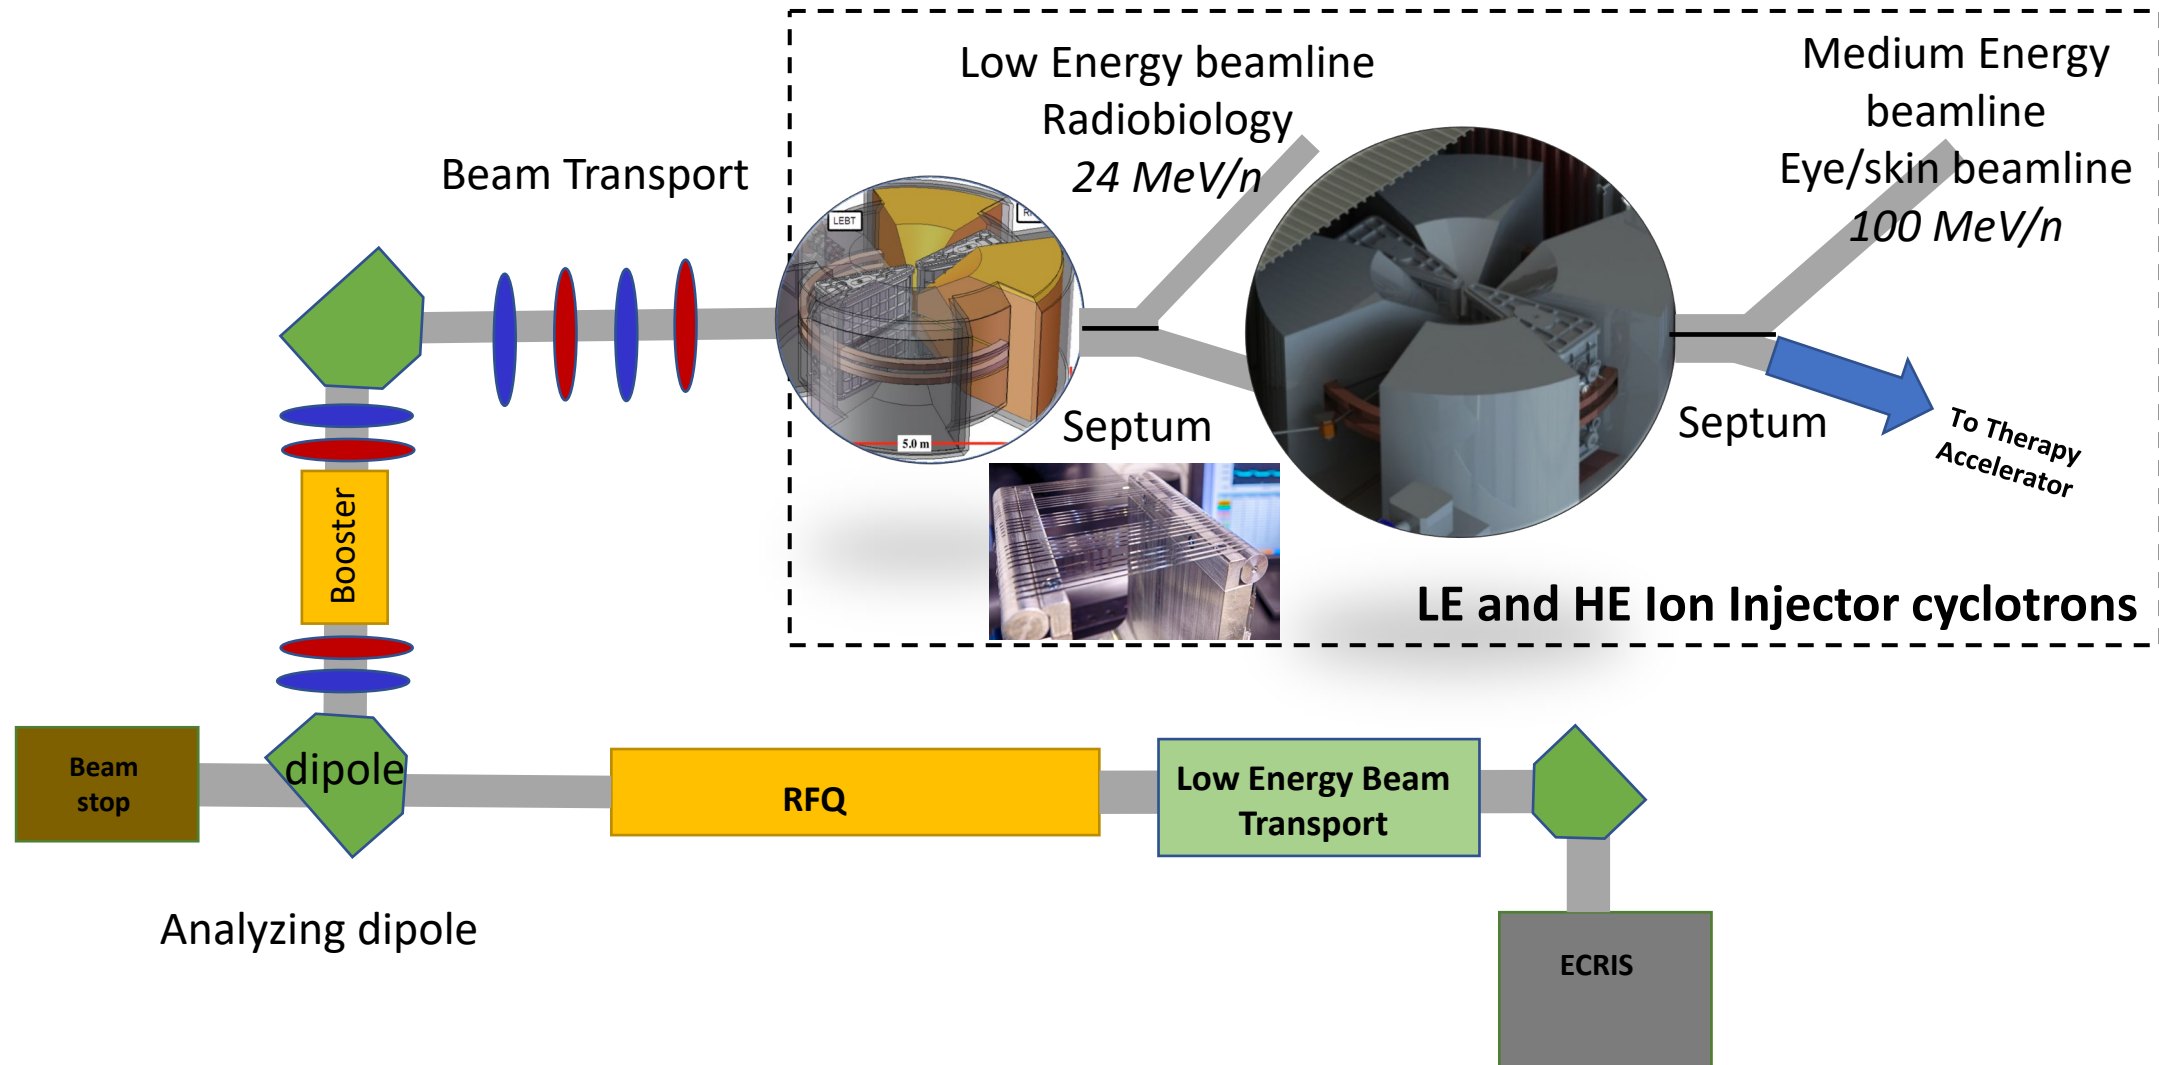 Low Energy beamline
Radiobiology
24 MeV/n
Medium Energy
beamline
Eye/skin beamline
100 MeV/n
Beam Transport
LEBT
5.0 m
Septum
Septum
To Therapy
Accelerator
Booster
LE and HE Ion Injector cyclotrons
Beam
stop
dipole
RFQ
Low Energy Beam
Transport
Analyzing dipole
ECRIS